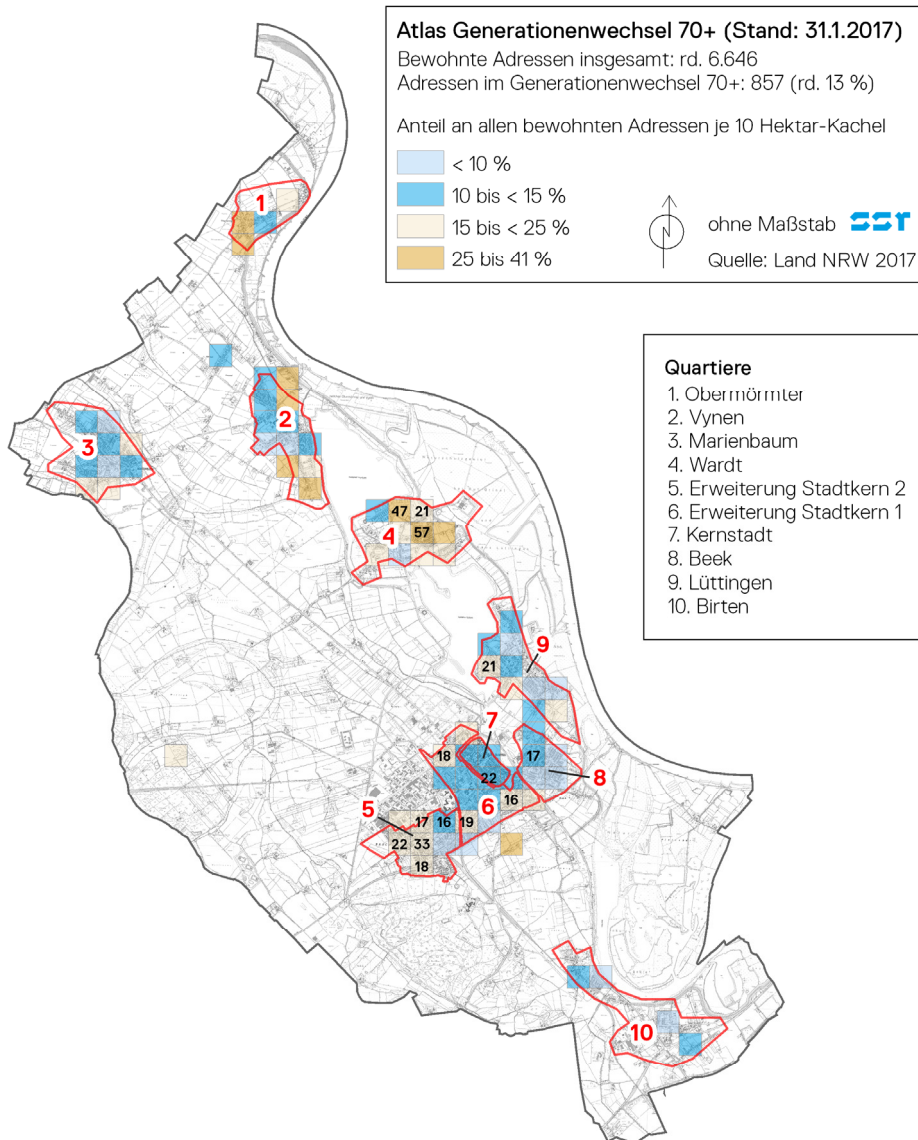 Atlas Generationenwechsel 70+ (Stand: 31.1.2017)
Bewohnte Adressen insgesamt: rd. 6.646
Adressen im Generationenwechsel 70+: 857 (rd. 13 %)
Anteil an allen bewohnten Adressen je 10 Hektar-Kachel
< 10 %
10 bis < 15 %
15 bis < 25 %
25 bis 41 %
N
ohne Maßstab ssr
Quelle: Land NRW 2017
Quartiere
1. Obermörmter
2. Vynen
3. Marienbaum
4. Wardt
5. Erweiterung Stadtkern 2
6. Erweiterung Stadtkern 1
7. Kernstadt
8. Beek
9. Lüttingen
10. Birten
1
2
3
47 21
4 57
9
21
7
18 17
22 8
6 16
5 17 16 19
22 33
18
10